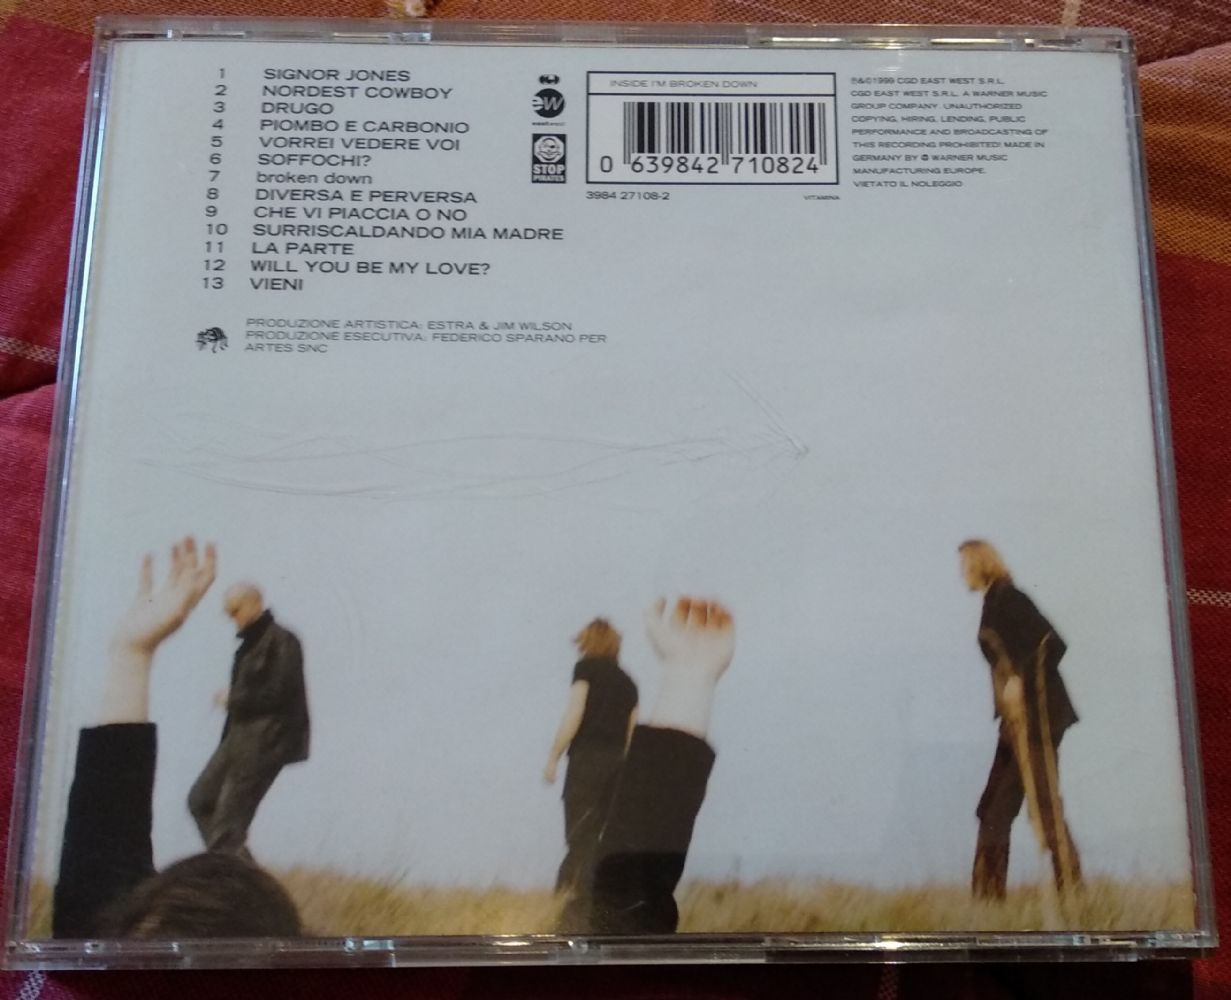 1 SIGNOR JONES
2 NORDEST COWBOY
3 DRUGO
4 PIOMBO E CARBONIO
5 VORREI VEDERE VOI
6 SOFFOCHI?
7 broken down
8 DIVERSA E PERVERSA
9 CHE VI PIACCIA O NO
10 SURRISCALDANDO MIA MADRE
11 LA PARTE
12 WILL YOU BE MY LOVE?
13 VIENI
PRODUZIONE ARTISTICA: ESTRA & JIM WILSON
PRODUZIONE ESECUTIVA: FEDERICO SPARANO PER
ARTES SNC
ew
eastwest
STOP
PIRATES
INSIDE I'M BROKEN DOWN
0 639842 710824
3984 27108-2
VITAMINA
℗&©1999 CGD EAST WEST S.R.L.
CGD EAST WEST S.R.L. A WARNER MUSIC
GROUP COMPANY. UNAUTHORIZED
COPYING, HIRING, LENDING, PUBLIC
PERFORMANCE AND BROADCASTING OF
THIS RECORDING PROHIBITED! MADE IN
GERMANY BY WARNER MUSIC
MANUFACTURING EUROPE.
VIETATO IL NOLEGGIO